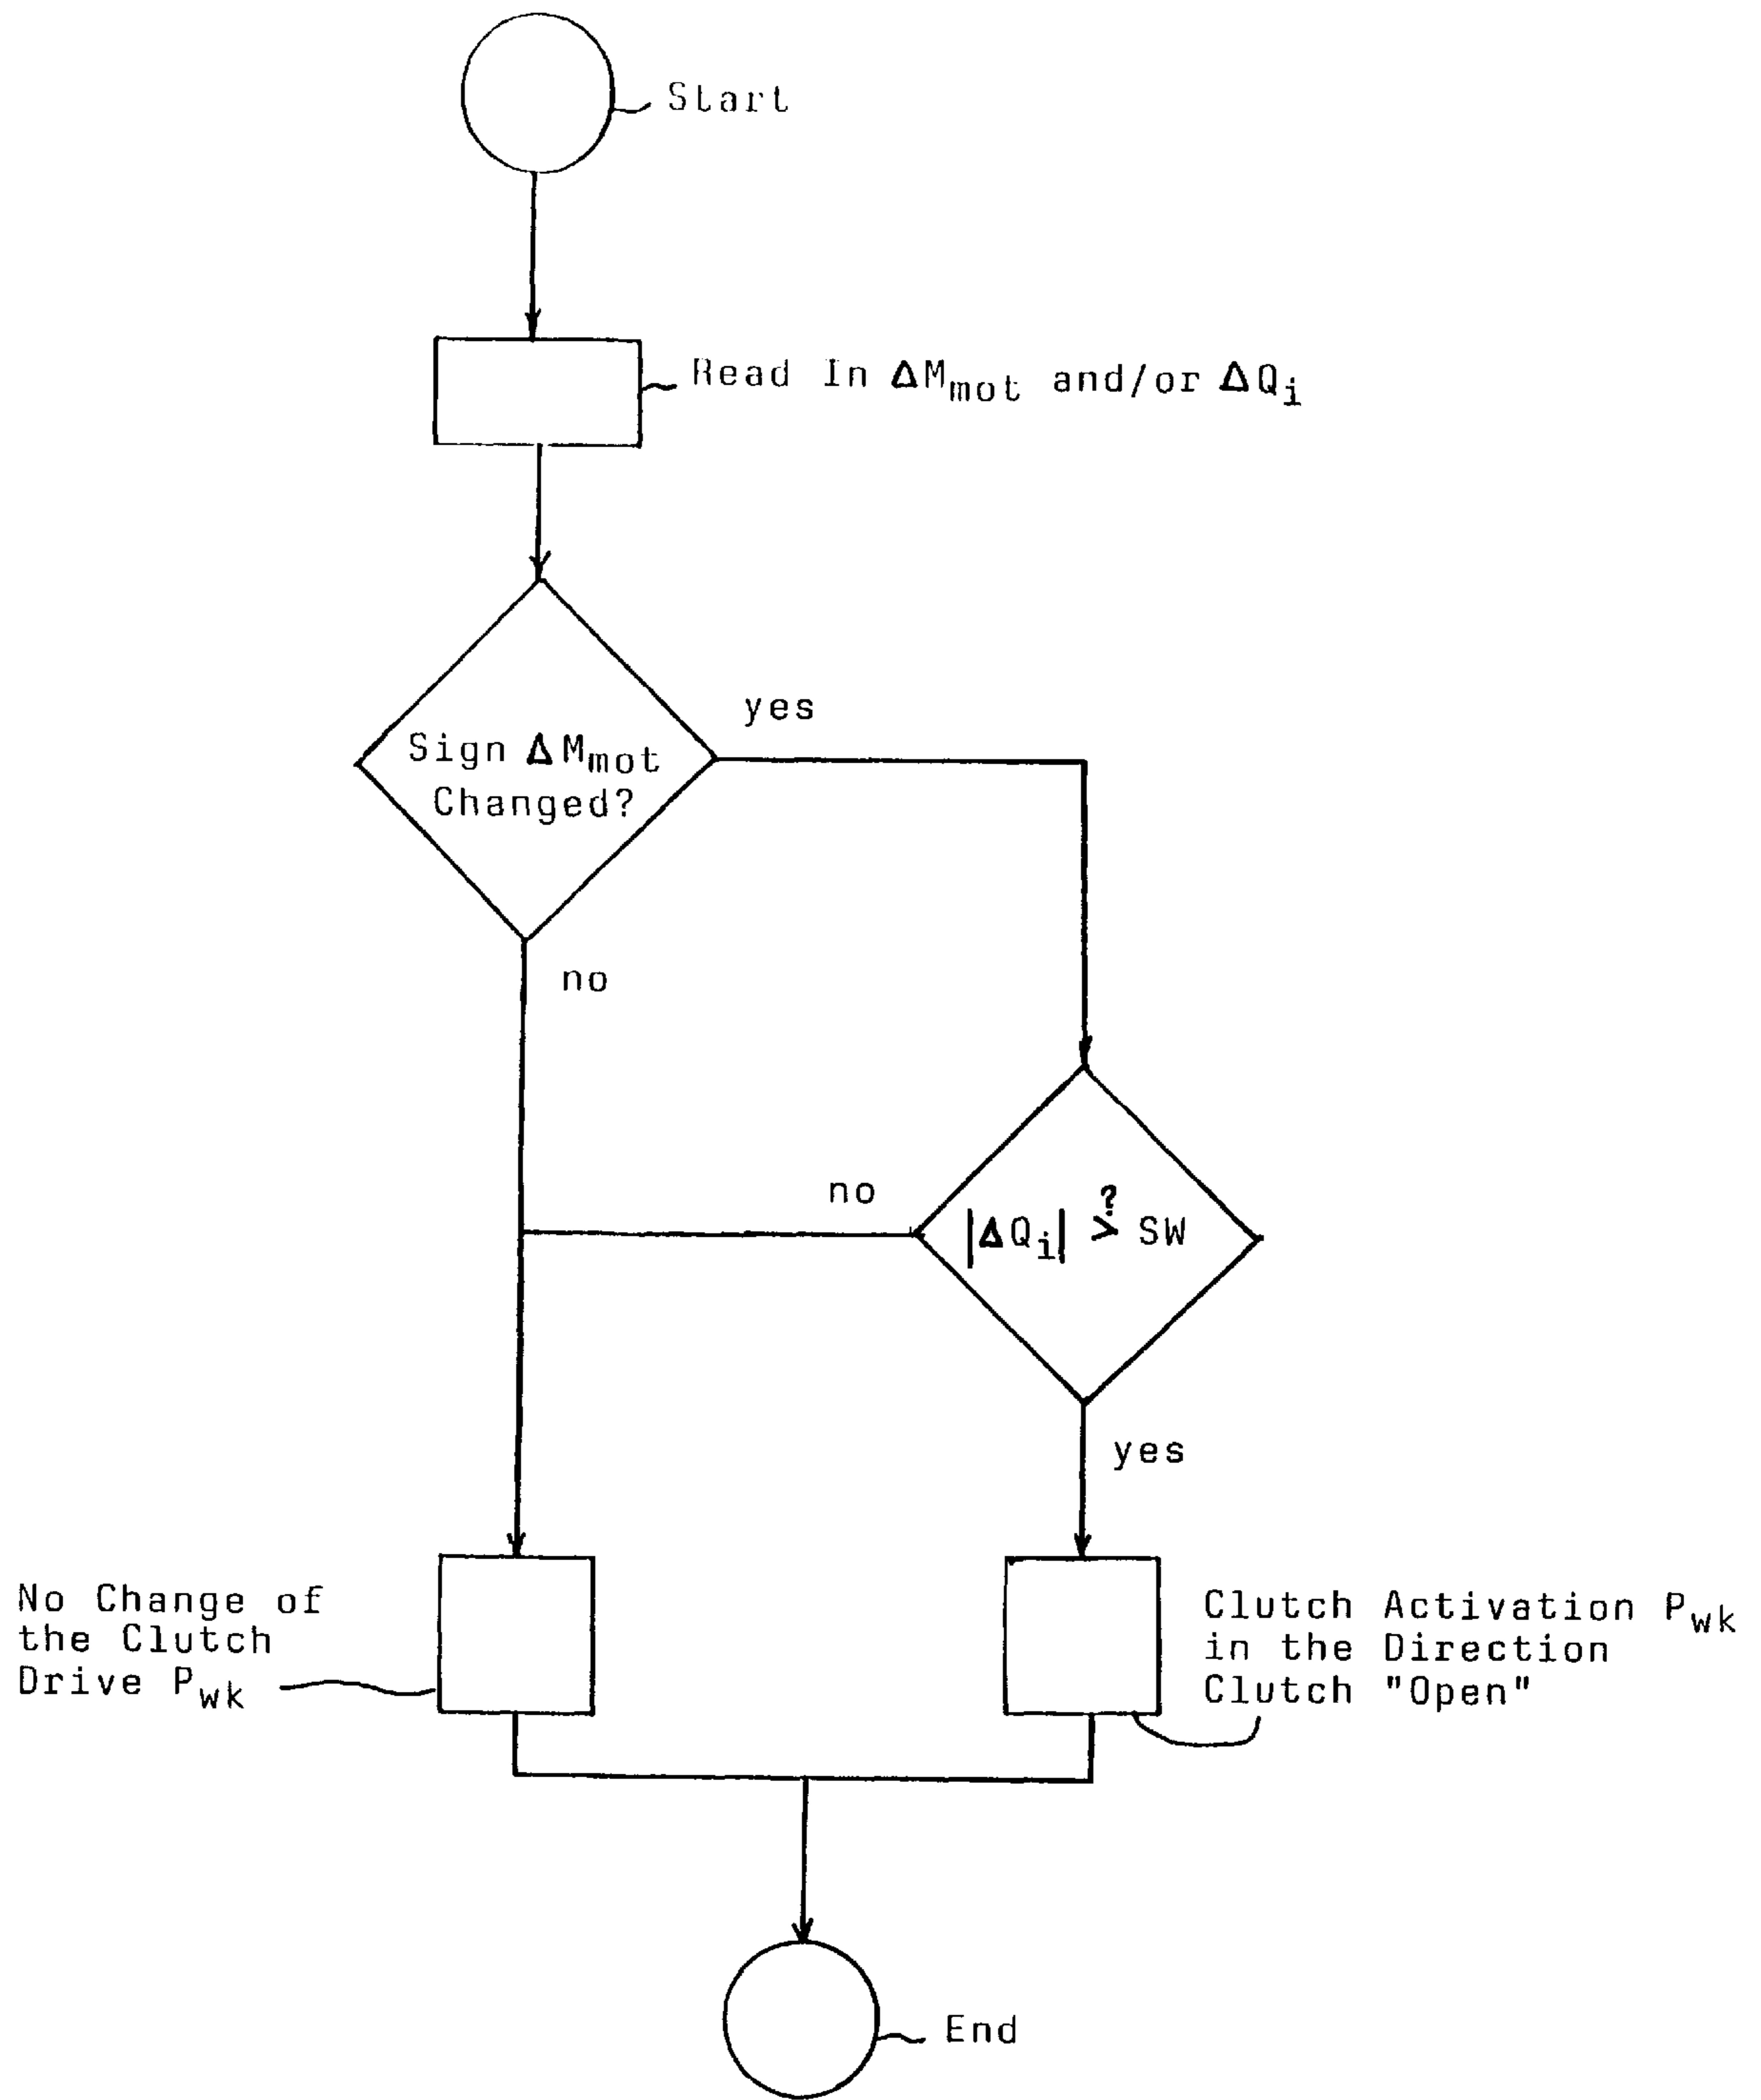 Start
Read In ΔMmot and/or ΔQi
yes
Sign ΔMmot
Changed?
no
no
|ΔQi| >? SW
yes
No Change of
the Clutch
Drive Pwk
Clutch Activation Pwk
in the Direction
Clutch "Open"
End